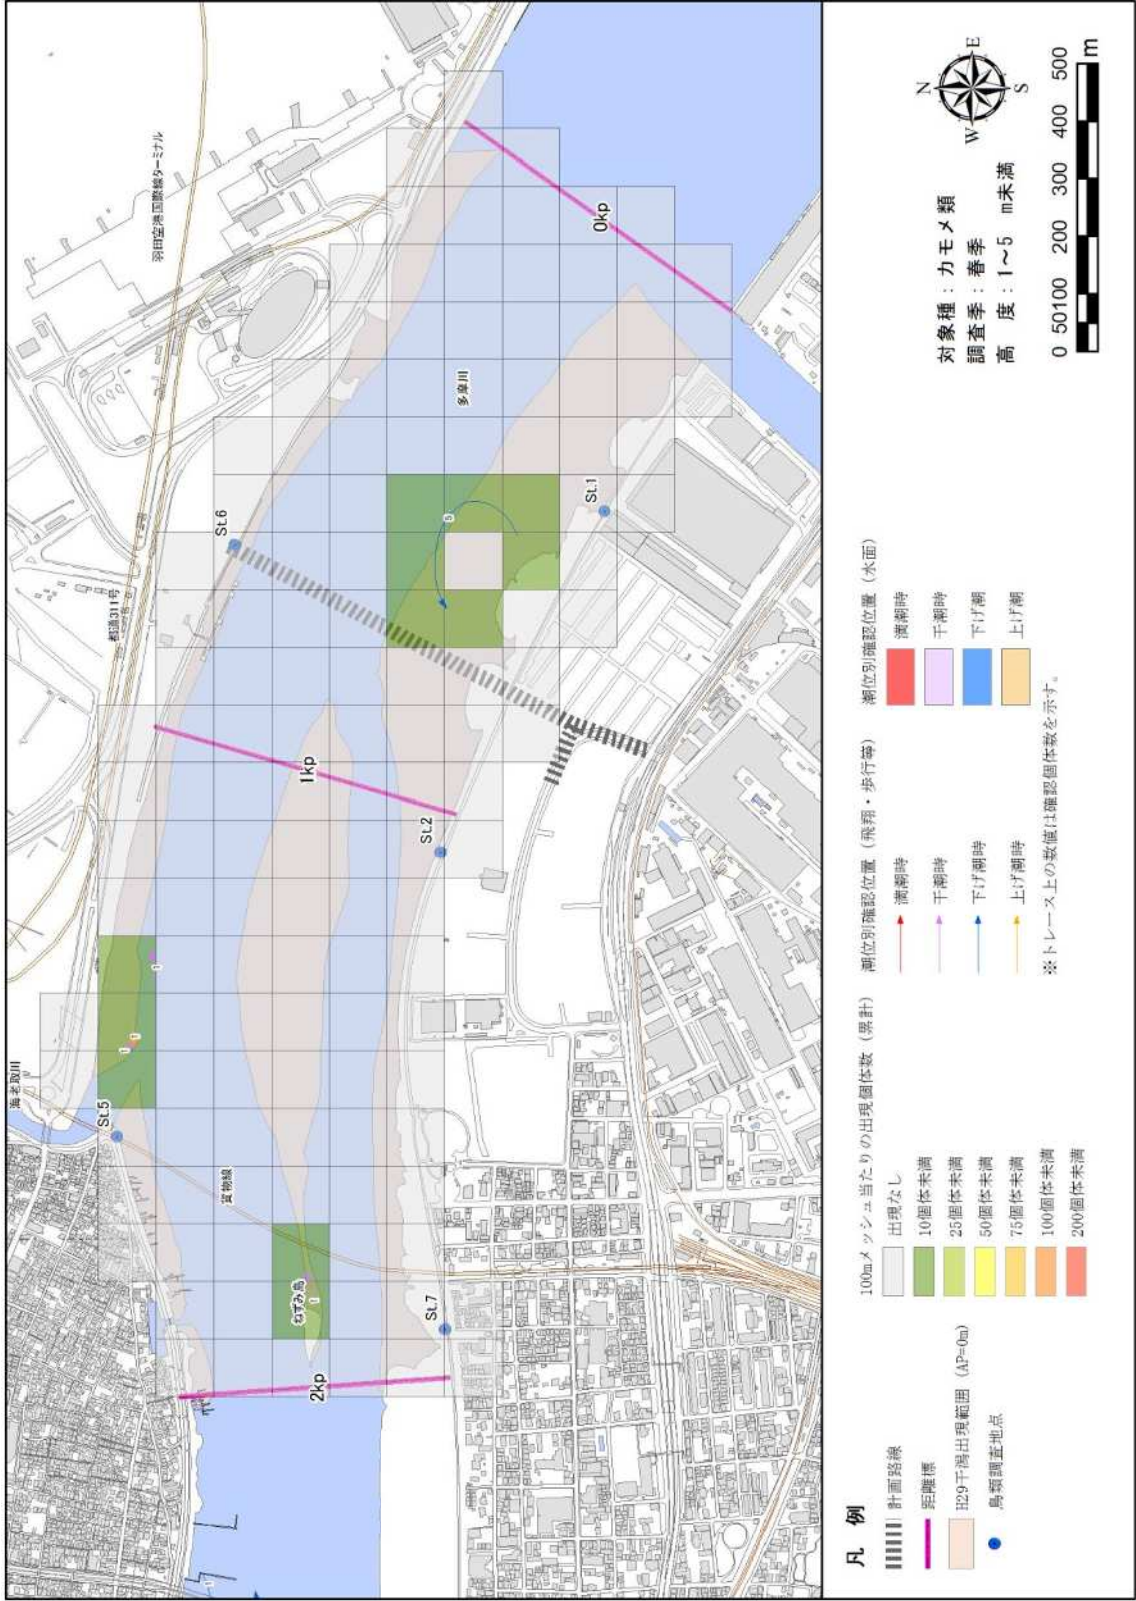 羽田空港国際線ターミナル
海老取川
都道311号
多摩川
貨物線
ねずみ島
0kp
1kp
2kp
St.6
St.1
St.2
St.5
St.7
5
1
1
1
1
1
N
E
S
W
対象種：カモメ類
調査季：春季
高　度：1～5　m未満
0 50100 200 300 400 500
m
凡 例
計画路線
距離標
H29干潟出現範囲 (AP=0m)
鳥類調査地点
100mメッシュ当たりの出現個体数（累計）
出現なし
10個体未満
25個体未満
50個体未満
75個体未満
100個体未満
200個体未満
潮位別確認位置（飛翔・歩行等）
満潮時
干潮時
下げ潮時
上げ潮時
潮位別確認位置（水面）
満潮時
干潮時
下げ潮
上げ潮
※トレース上の数値は確認個体数を示す。